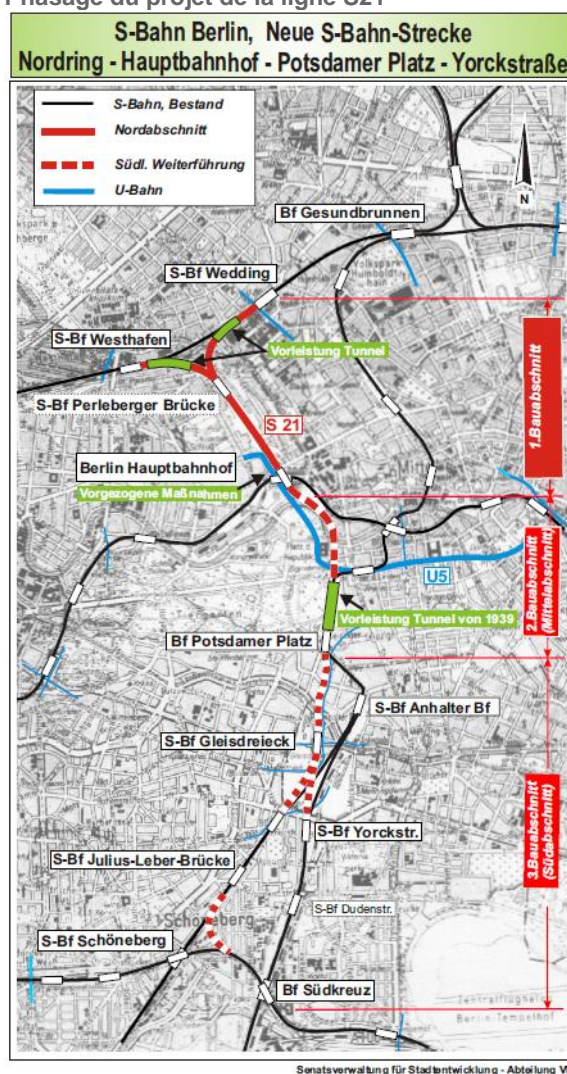 Phasage du projet de la ligne S21
S-Bahn Berlin, Neue S-Bahn-Strecke
Nordring - Hauptbahnhof - Potsdamer Platz - Yorckstraße
S-Bahn, Bestand
Nordabschnitt
Südl. Weiterführung
U-Bahn
N
Bf Gesundbrunnen
S-Bf Wedding
S-Bf Westhafen
Vorleistung Tunnel
S-Bf Perleberger Brücke
S 21
1.Bauabschnitt
Berlin Hauptbahnhof
Vorgezogene Maßnahmen
U5
2.Bauabschnitt
(Mittelabschnitt)
Vorleistung Tunnel von 1939
Bf Potsdamer Platz
S-Bf Anhalter Bf
S-Bf Gleisdreieck
S-Bf Yorckstr.
3.Bauabschnitt
(Südabschnitt)
S-Bf Julius-Leber-Brücke
S-Bf Dudenstr.
Schöneberg
S-Bf Schöneberg
Bf Südkreuz
Zentralflughafen
Berlin-Tempelhof
Senatsverwaltung für Stadtentwicklung - Abteilung V